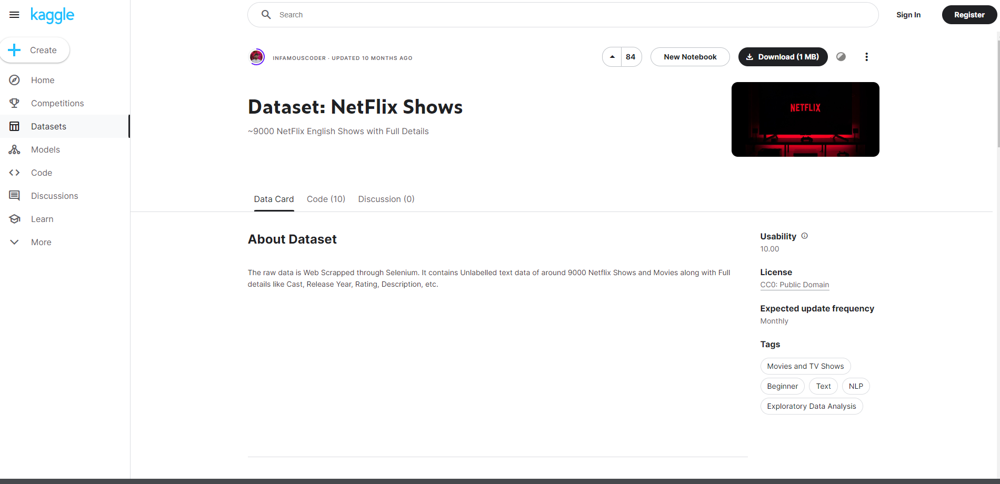 kaggle
Search
Sign In
Register
Create
Home
Competitions
Datasets
Models
Code
Discussions
Learn
More
INFAMOUSCODER · UPDATED 10 MONTHS AGO
84
New Notebook
Download (1 MB)
Dataset: NetFlix Shows
~9000 NetFlix English Shows with Full Details
NETFLIX
Data Card
Code (10)
Discussion (0)
About Dataset
The raw data is Web Scrapped through Selenium. It contains Unlabelled text data of around 9000 Netflix Shows and Movies along with Full
details like Cast, Release Year, Rating, Description, etc.
Usability
10.00
License
CC0: Public Domain
Expected update frequency
Monthly
Tags
Movies and TV Shows
Beginner
Text
NLP
Exploratory Data Analysis